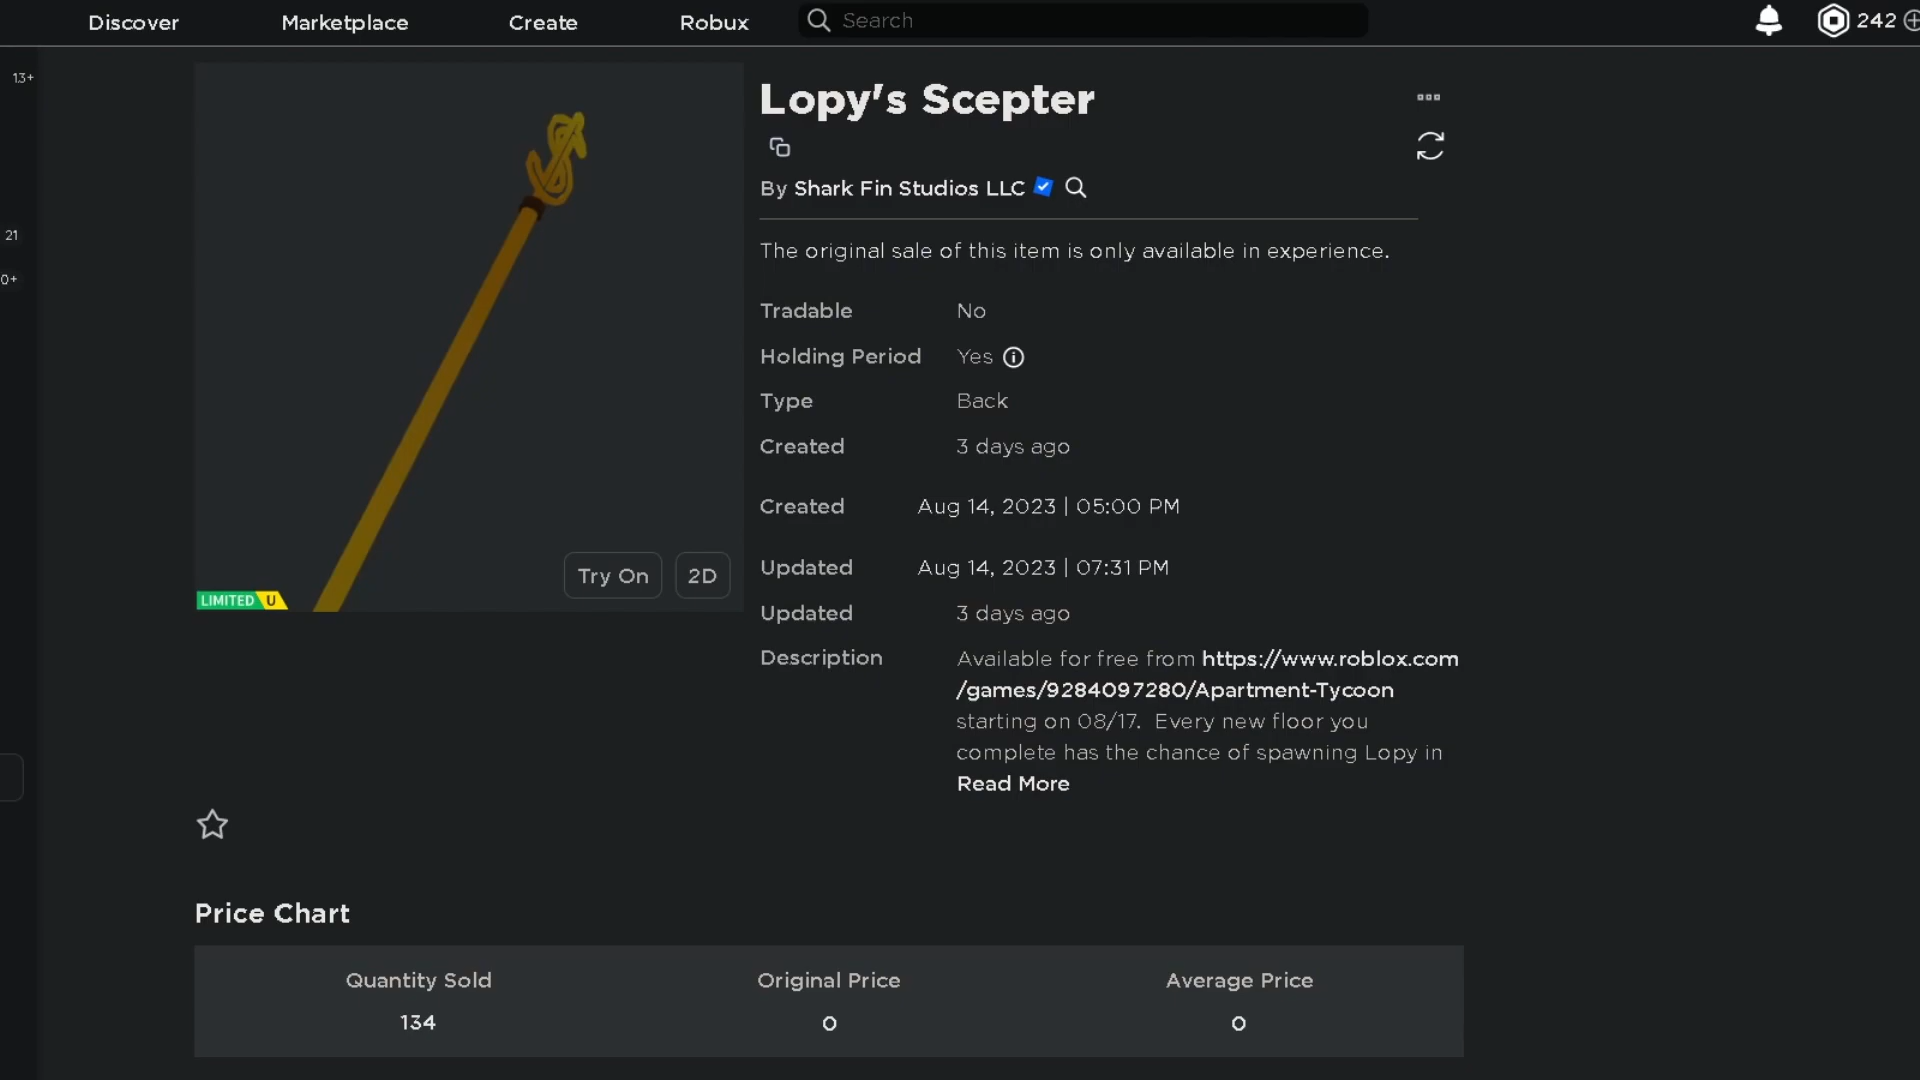 Discover Marketplace Create Robux Search 242
13+
21
0+
Lopy's Scepter
By Shark Fin Studios LLC
The original sale of this item is only available in experience.
Tradable No
Holding Period Yes
Type Back
Created 3 days ago
Created Aug 14, 2023 | 05:00 PM
Updated Aug 14, 2023 | 07:31 PM
Updated 3 days ago
Description Available for free from https://www.roblox.com
/games/9284097280/Apartment-Tycoon
starting on 08/17. Every new floor you
complete has the chance of spawning Lopy in
Read More
Try On 2D
LIMITED U
Price Chart
Quantity Sold Original Price Average Price
134 0 0